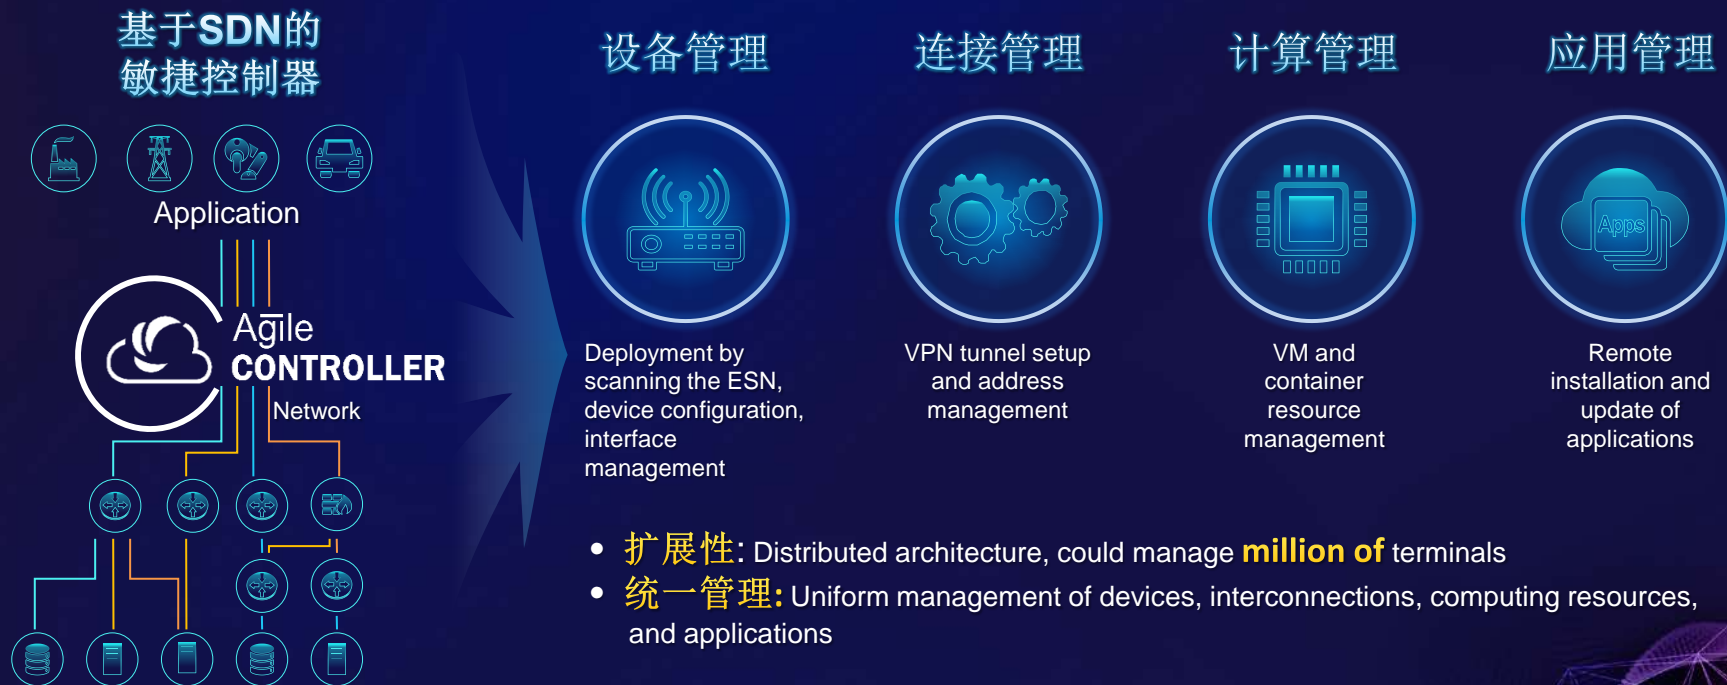 基于SDN的
敏捷控制器
Application
Agile
CONTROLLER
Network
设备管理
连接管理
计算管理
应用管理
Apps
Deployment by
scanning the ESN,
device configuration,
interface
management
VPN tunnel setup
and address
management
VM and
container
resource
management
Remote
installation and
update of
applications
• 扩展性: Distributed architecture, could manage million of terminals
• 统一管理: Uniform management of devices, interconnections, computing resources,
and applications